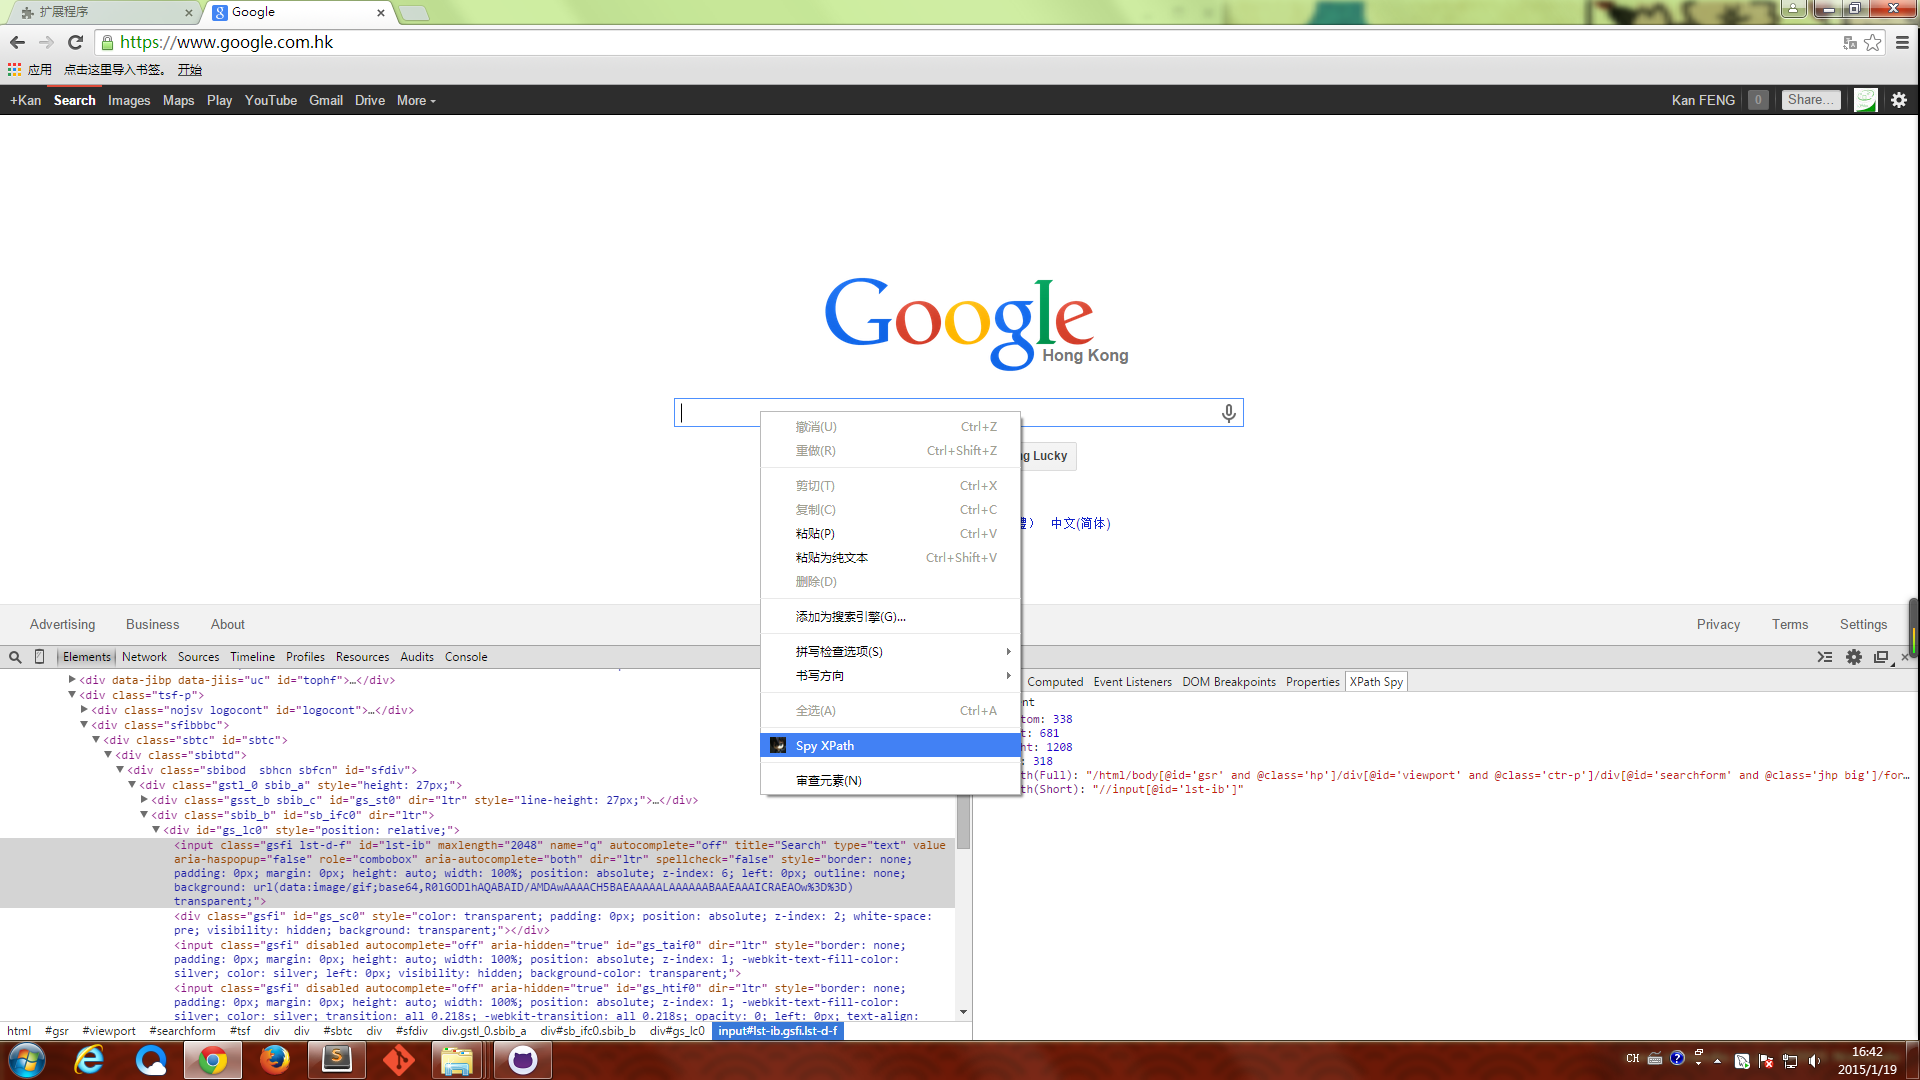 扩展程序
Google
https://www.google.com.hk
应用 点击这里导入书签。 开始
+Kan Search Images Maps Play YouTube Gmail Drive More
Kan FENG 0 Share...
Google
Hong Kong
撤消(U) Ctrl+Z
重做(R) Ctrl+Shift+Z
ng Lucky
剪切(T) Ctrl+X
复制(C) Ctrl+C
中文(简体)
粘贴(P) Ctrl+V
粘贴为纯文本 Ctrl+Shift+V
删除(D)
添加为搜索引擎(G)...
拼写检查选项(S)
书写方向
全选(A) Ctrl+A
Spy XPath
审查元素(N)
Advertising Business About
Privacy Terms Settings
Elements Network Sources Timeline Profiles Resources Audits Console
<div data-jibp data-jiis="uc" id="tophf">…</div>
<div class="tsf-p">
<div class="nojsv logocont" id="logocont">…</div>
<div class="sfibbbc">
<div class="sbtc" id="sbtc">
<div class="sbibtd">
<div class="sbibod  sbhcn sbfcn" id="sfdiv">
<div class="gstl_0 sbib_a" style="height: 27px;">
<div class="gsst_b sbib_c" id="gs_st0" dir="ltr" style="line-height: 27px;">…</div>
<div class="sbib_b" id="sb_ifc0" dir="ltr">
<div id="gs_lc0" style="position: relative;">
<input class="gsfi lst-d-f" id="lst-ib" maxlength="2048" name="q" autocomplete="off" title="Search" type="text" value
aria-haspopup="false" role="combobox" aria-autocomplete="both" dir="ltr" spellcheck="false" style="border: none;
padding: 0px; margin: 0px; height: auto; width: 100%; position: absolute; z-index: 6; left: 0px; outline: none;
background: url(data:image/gif;base64,R0lGODlhAQABAID/AMDAwAAAACH5BAEAAAAALAAAAAABAAEAAAICRAEAOw%3D%3D)
transparent;">
<div class="gsfi" id="gs_sc0" style="color: transparent; padding: 0px; position: absolute; z-index: 2; white-space:
pre; visibility: hidden; background: transparent;"></div>
<input class="gsfi" disabled autocomplete="off" aria-hidden="true" id="gs_taif0" dir="ltr" style="border: none;
padding: 0px; margin: 0px; height: auto; width: 100%; position: absolute; z-index: 1; -webkit-text-fill-color:
silver; color: silver; left: 0px; visibility: hidden; background-color: transparent;">
<input class="gsfi" disabled autocomplete="off" aria-hidden="true" id="gs_htif0" dir="ltr" style="border: none;
padding: 0px; margin: 0px; height: auto; width: 100%; position: absolute; z-index: 1; -webkit-text-fill-color:
silver; color: silver; transition: all 0.218s; -webkit-transition: all 0.218s; opacity: 0; left: 0px; text-align:
html #gsr #viewport #searchform #tsf div div #sbtc div #sfdiv div.gstl_0.sbib_a div#sb_ifc0.sbib_b div#gs_lc0 input#lst-ib.gsfi.lst-d-f
Computed Event Listeners DOM Breakpoints Properties XPath Spy
nt
tom: 338
t: 681
ht: 1208
: 318
th(Full): "/html/body[@id='gsr' and @class='hp']/div[@id='viewport' and @class='ctr-p']/div[@id='searchform' and @class='jhp big']/for…
th(Short): "//input[@id='lst-ib']"
CH
16:42
2015/1/19